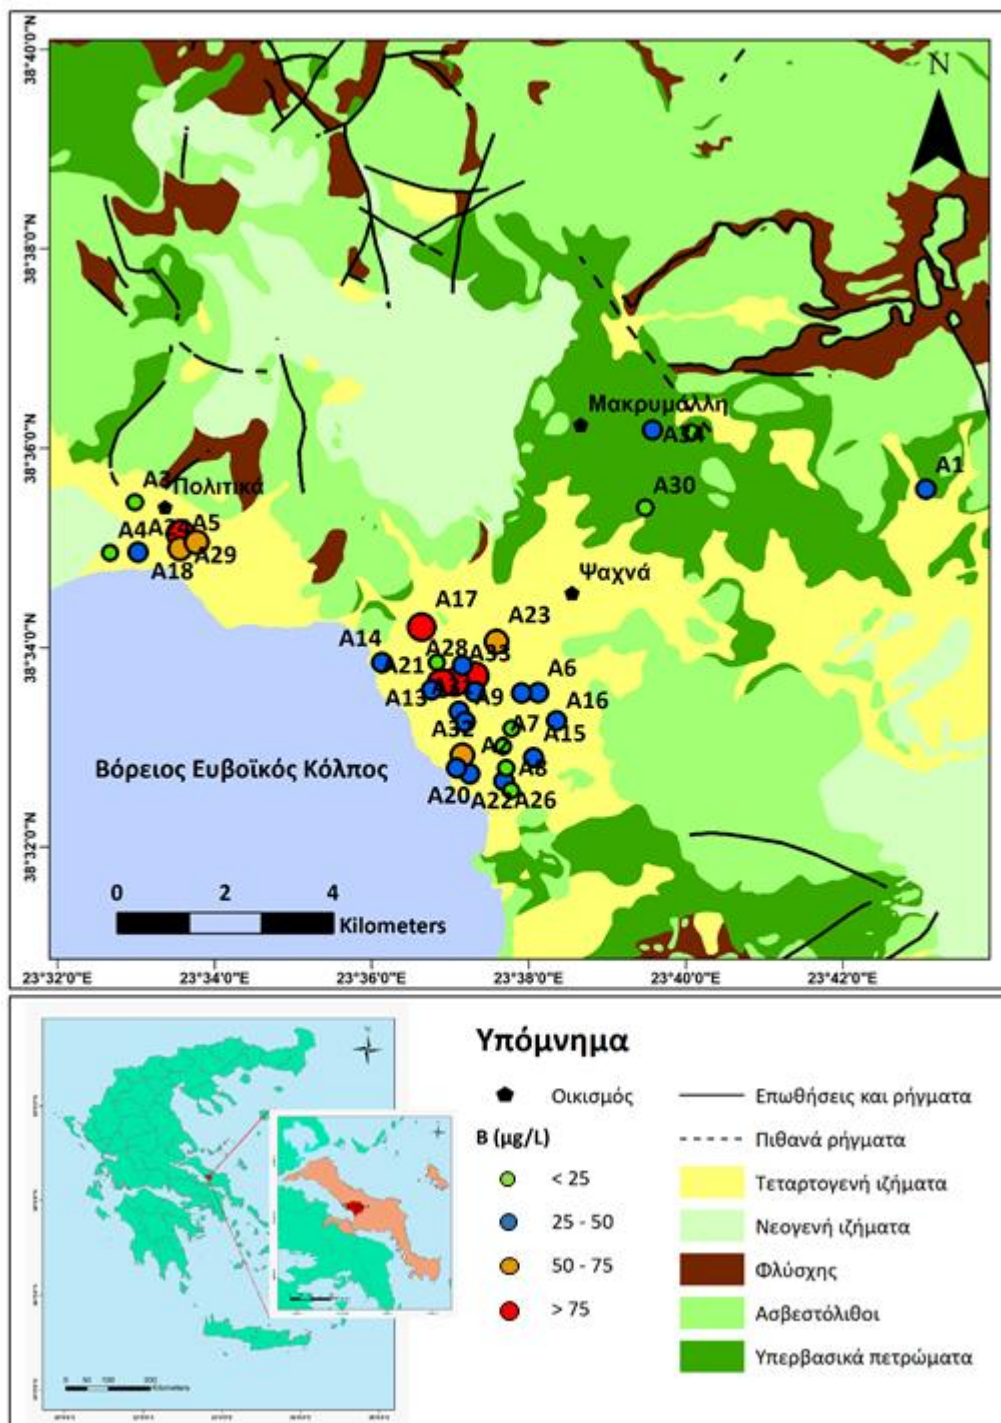 38°40'0"N
N
38°38'0"N
Μακρυμάλλη
A34
38°36'0"N
A1
A3
Πολιτικά
A30
A4
A5
A29
A18
Ψαχνά
A17
A23
38°34'0"N
A14
A28
A33
A21
A6
A13
A9
A16
A32
A7
A15
Βόρειος Ευβοϊκός Κόλπος
A8
A20
A22
A26
38°32'0"N
0 2 4
Kilometers
23°32'0"E 23°34'0"E 23°36'0"E 23°38'0"E 23°40'0"E 23°42'0"E
Υπόμνημα
Οικισμός
B (μg/L)
< 25
25 - 50
50 - 75
> 75
Επωθήσεις και ρήγματα
Πιθανά ρήγματα
Τεταρτογενή ιζήματα
Νεογενή ιζήματα
Φλύσχης
Ασβεστόλιθοι
Υπερβασικά πετρώματα